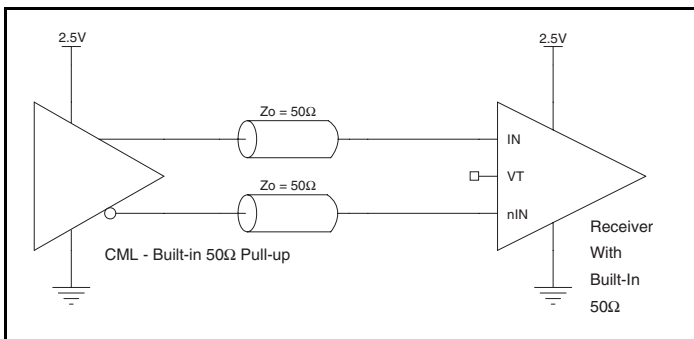 2.5V
2.5V
Zo = 50Ω
IN
Zo = 50Ω
VT
nIN
CML - Built-in 50Ω Pull-up
Receiver
With
Built-In
50Ω